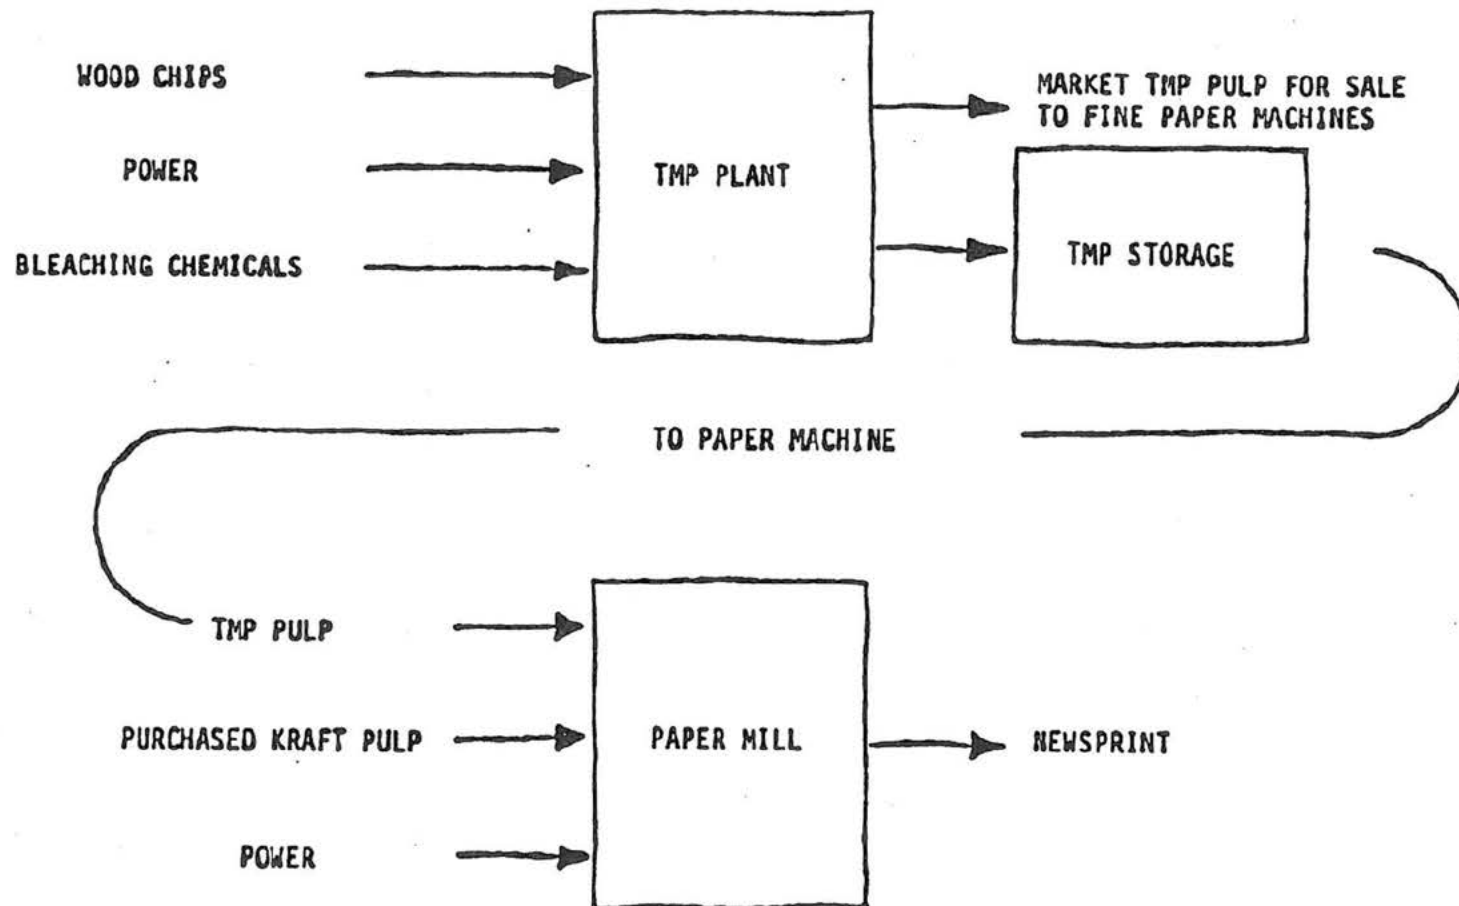 WOOD CHIPS
POWER
BLEACHING CHEMICALS
TMP PLANT
MARKET TMP PULP FOR SALE
TO FINE PAPER MACHINES
TMP STORAGE
TO PAPER MACHINE
TMP PULP
PURCHASED KRAFT PULP
POWER
PAPER MILL
NEWSPRINT